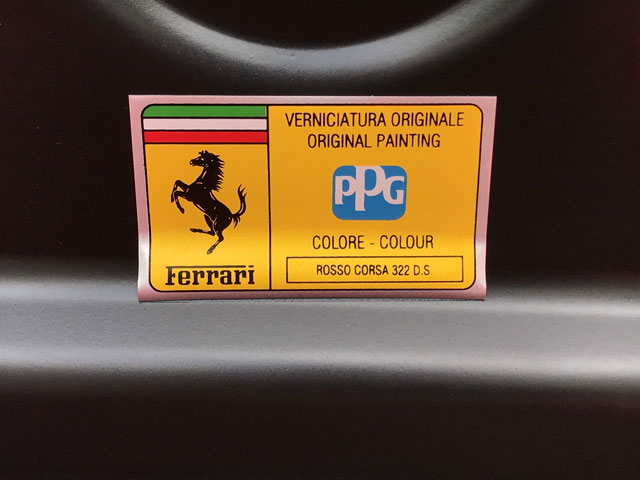 VERNICIATURA ORIGINALE
ORIGINAL PAINTING
PPG
COLORE - COLOUR
ROSSO CORSA 322 D.S.
Ferrari